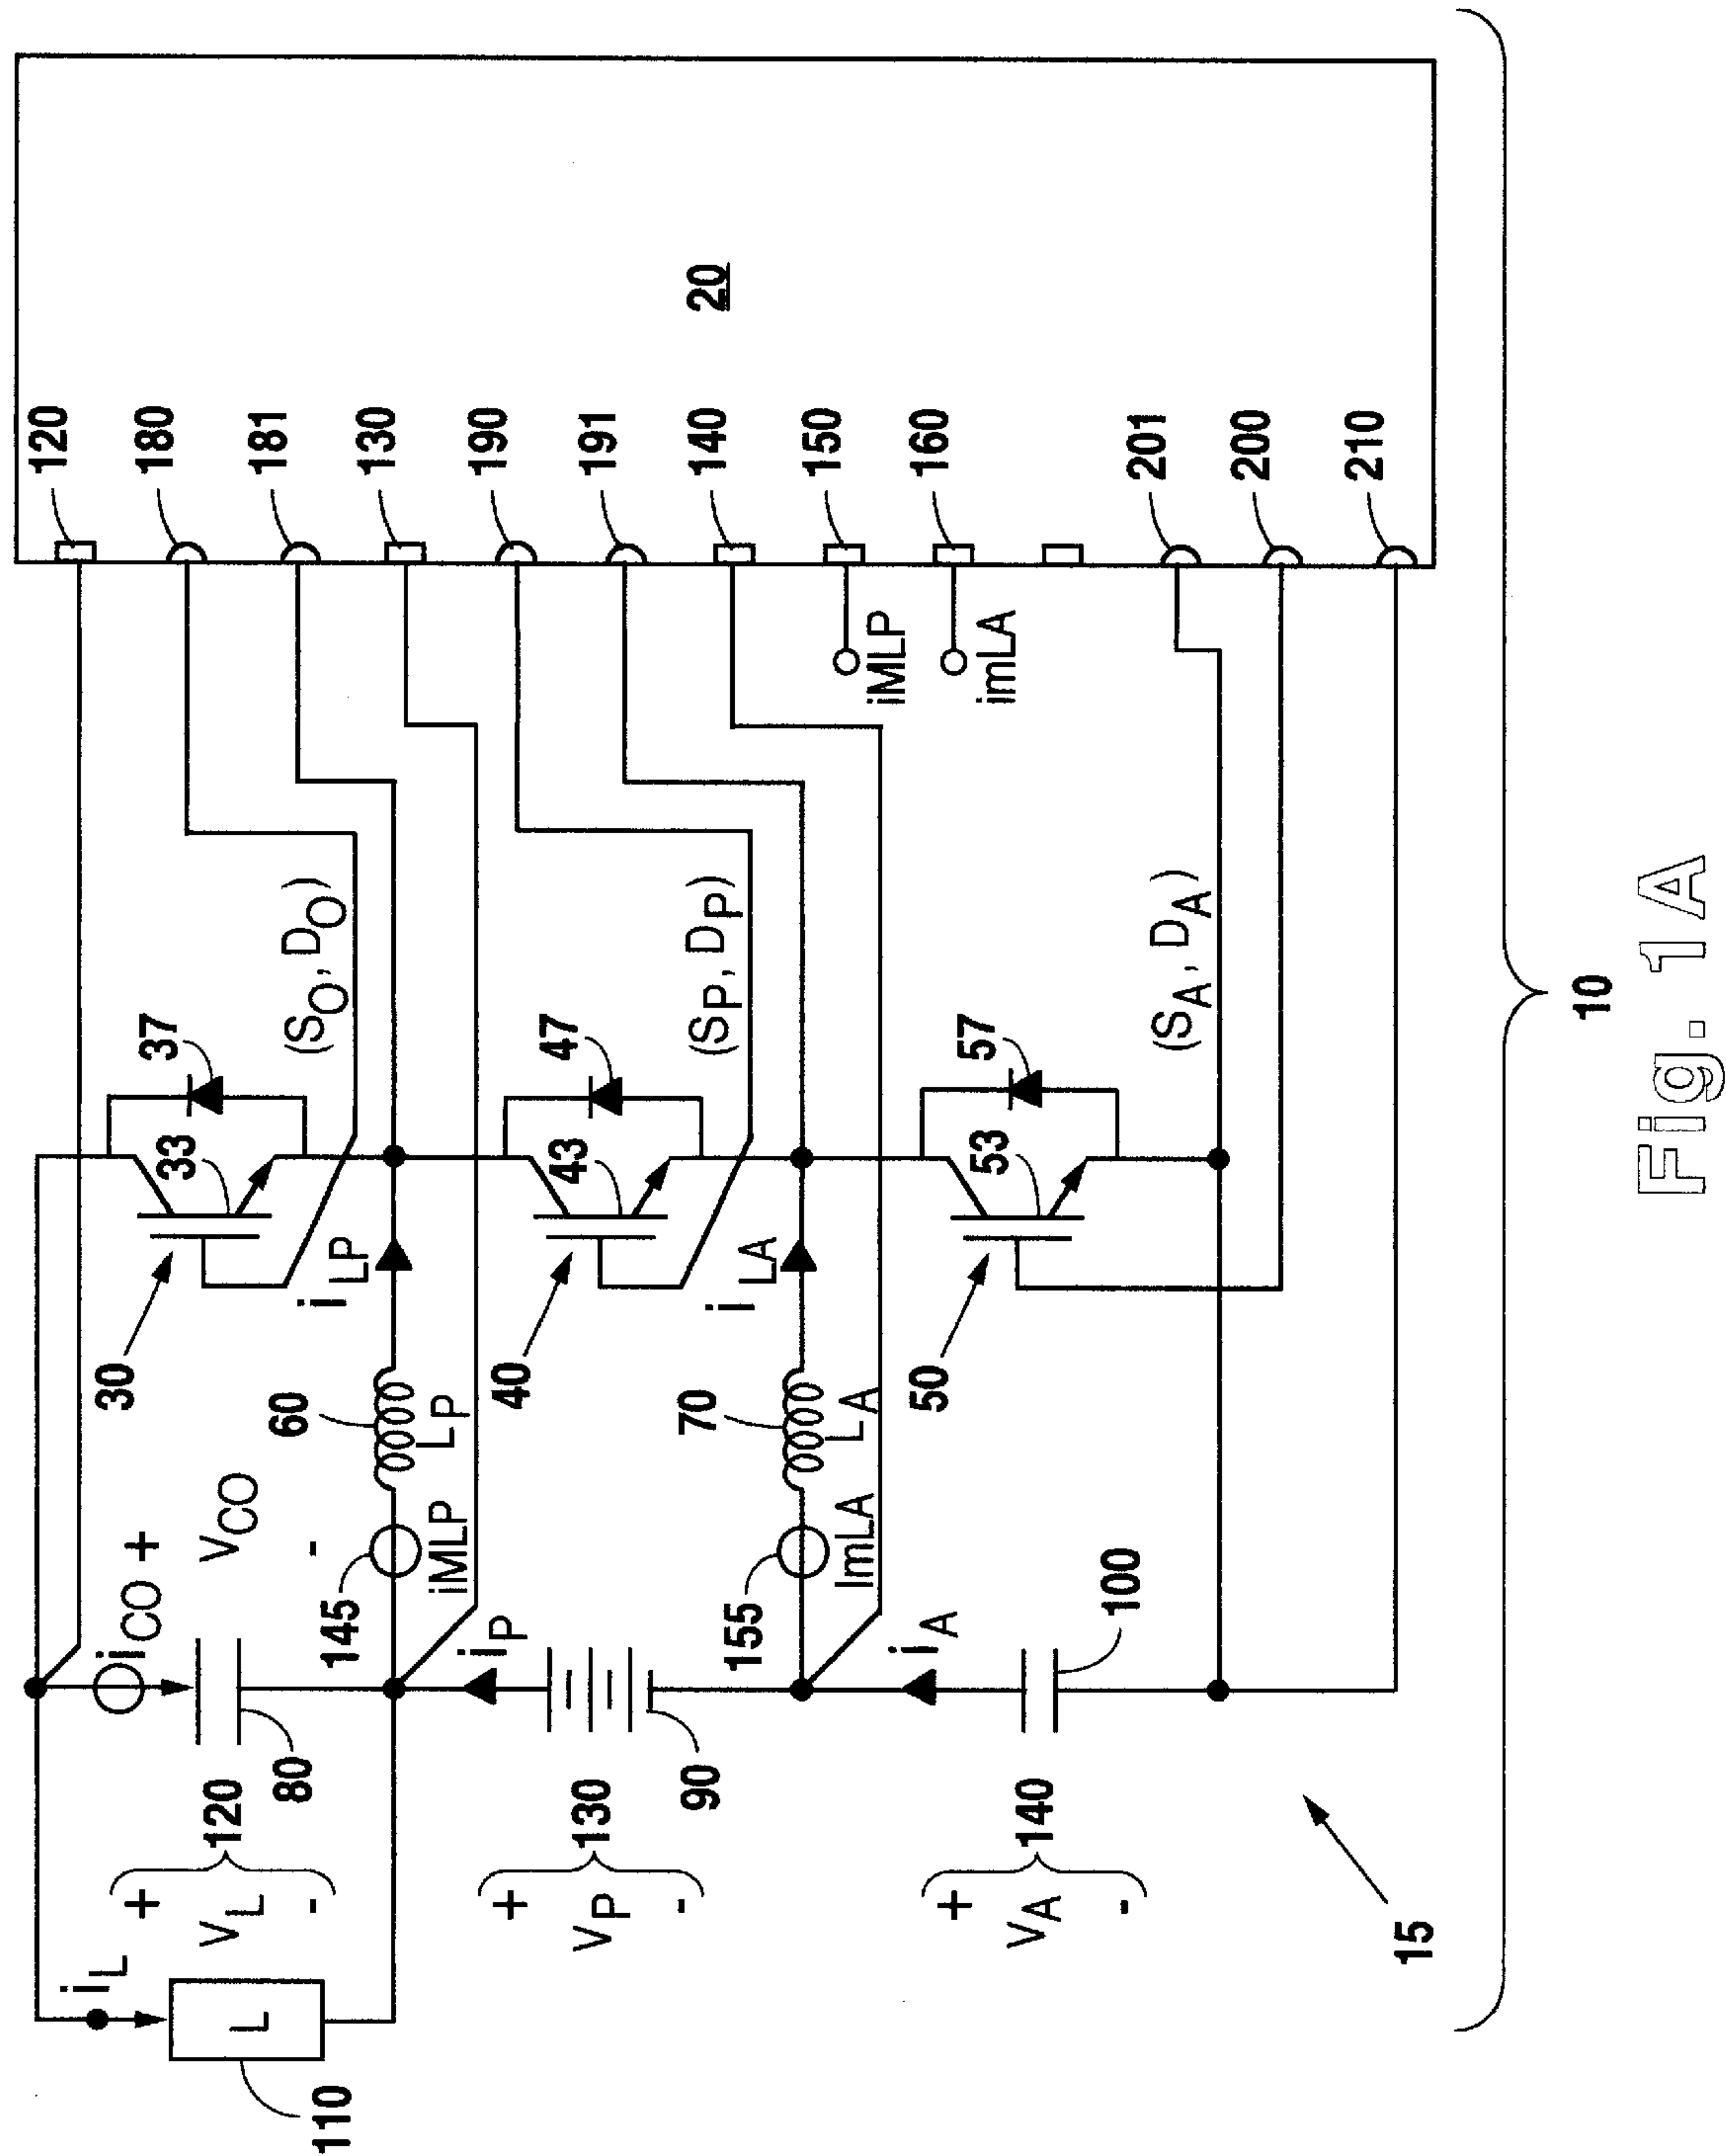 120
180
181
130
190
191
140
150
160
201
200
210
20
iMLP
imLA
(SO, DO)
(SP, DP)
(SA, DA)
37
33
30
47
43
40
57
53
50
iLP
60
LP
iLA
70
LA
iCO
+
VCO
-
145
iMLP
155
ImLA
iP
iA
100
80
90
120
+
VL
-
130
+
VP
-
140
+
VA
-
iL
L
110
15
10
Fig. 1A